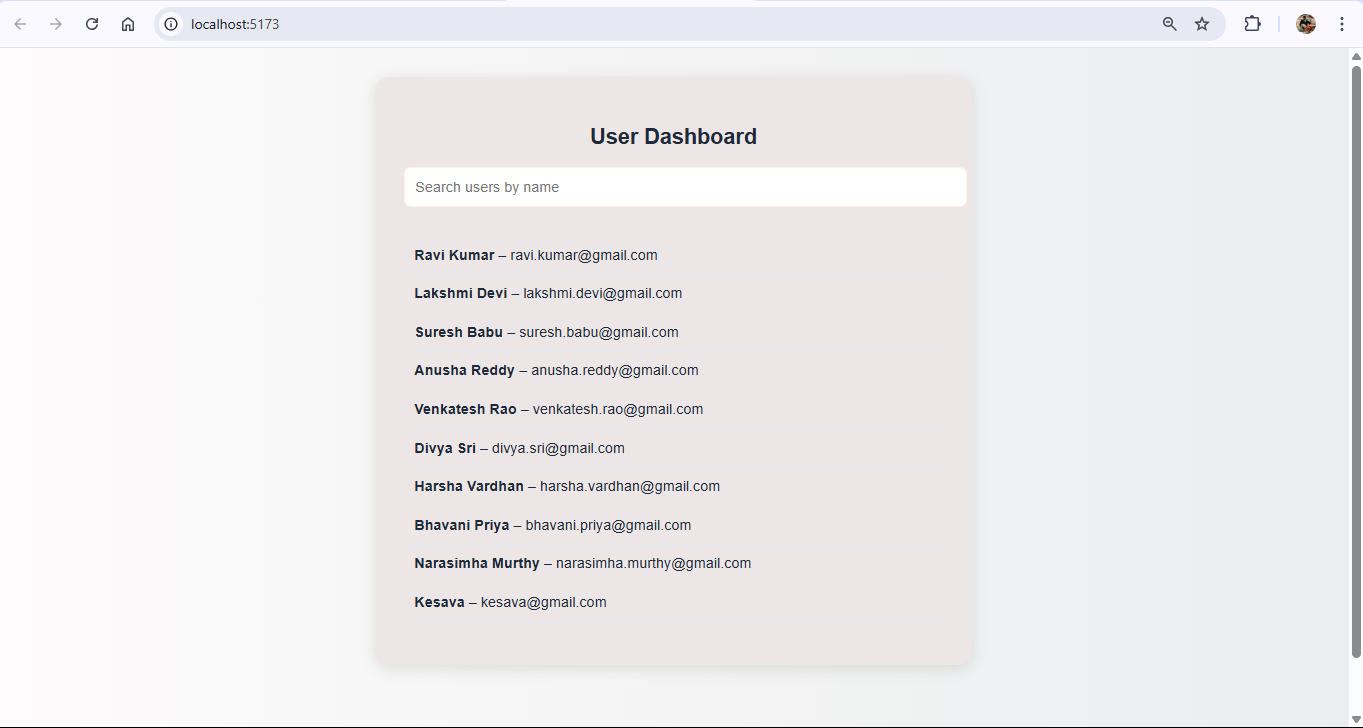 localhost:5173
User Dashboard
Search users by name
Ravi Kumar – ravi.kumar@gmail.com
Lakshmi Devi – lakshmi.devi@gmail.com
Suresh Babu – suresh.babu@gmail.com
Anusha Reddy – anusha.reddy@gmail.com
Venkatesh Rao – venkatesh.rao@gmail.com
Divya Sri – divya.sri@gmail.com
Harsha Vardhan – harsha.vardhan@gmail.com
Bhavani Priya – bhavani.priya@gmail.com
Narasimha Murthy – narasimha.murthy@gmail.com
Kesava – kesava@gmail.com